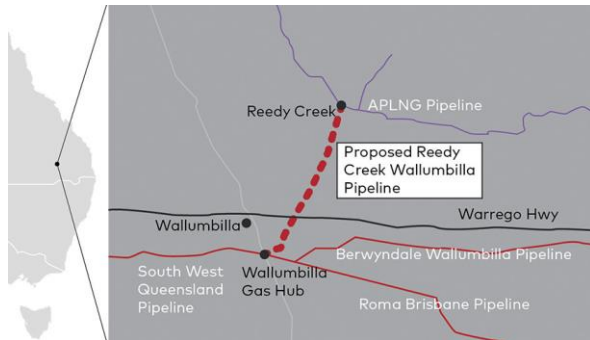 Reedy Creek
APLNG Pipeline
Proposed Reedy
Creek Wallumbilla
Pipeline
Warrego Hwy
Wallumbilla
Berwyndale Wallumbilla Pipeline
South West
Queensland
Pipeline
Wallumbilla
Gas Hub
Roma Brisbane Pipeline